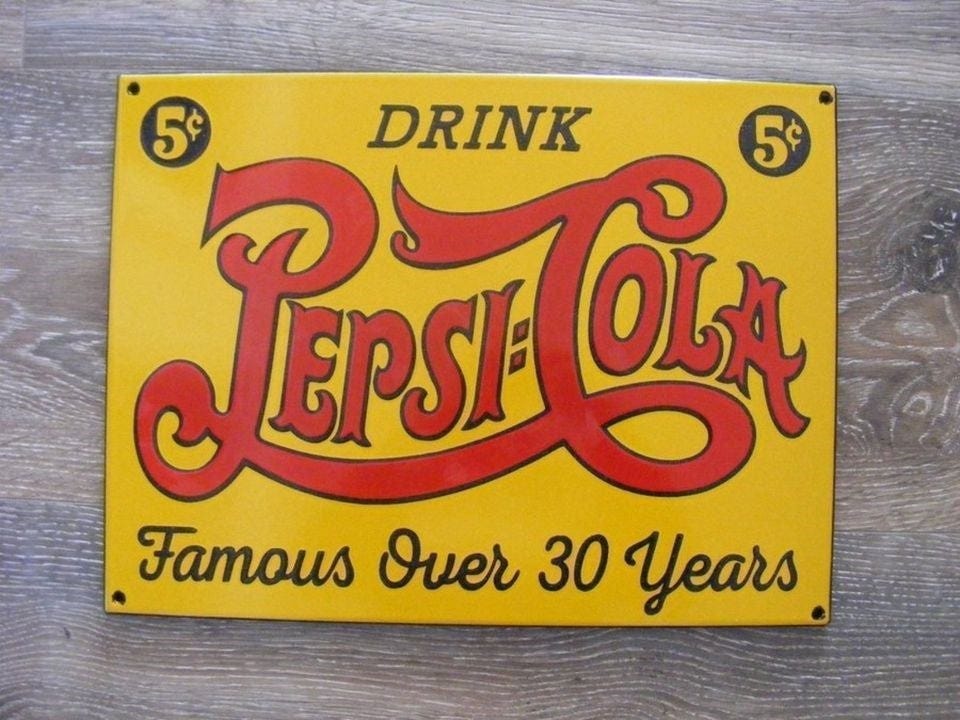 5¢ DRINK 5¢
PEPSI:COLA
Famous Over 30 Years